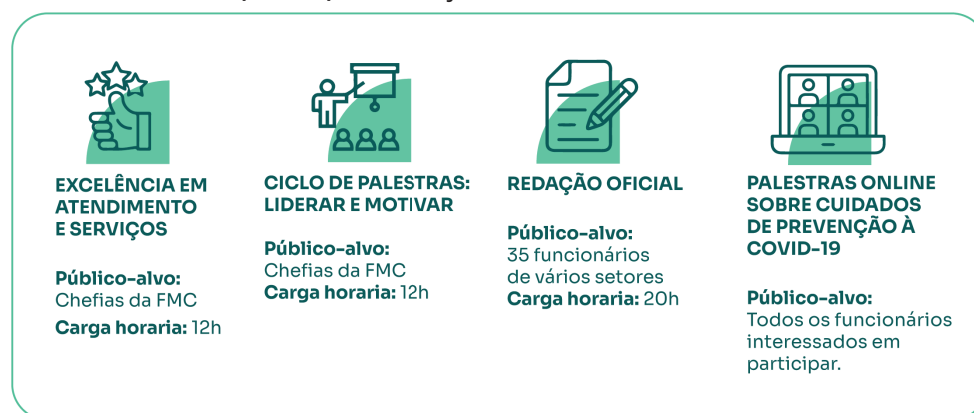 EXCELÊNCIA EM
ATENDIMENTO
E SERVIÇOS
Público-alvo:
Chefias da FMC
Carga horaria: 12h
CICLO DE PALESTRAS:
LIDERAR E MOTIVAR
Público-alvo:
Chefias da FMC
Carga horaria: 12h
REDAÇÃO OFICIAL
Público-alvo:
35 funcionários
de vários setores
Carga horaria: 20h
PALESTRAS ONLINE
SOBRE CUIDADOS
DE PREVENÇÃO À
COVID-19
Público-alvo:
Todos os funcionários
interessados em
participar.